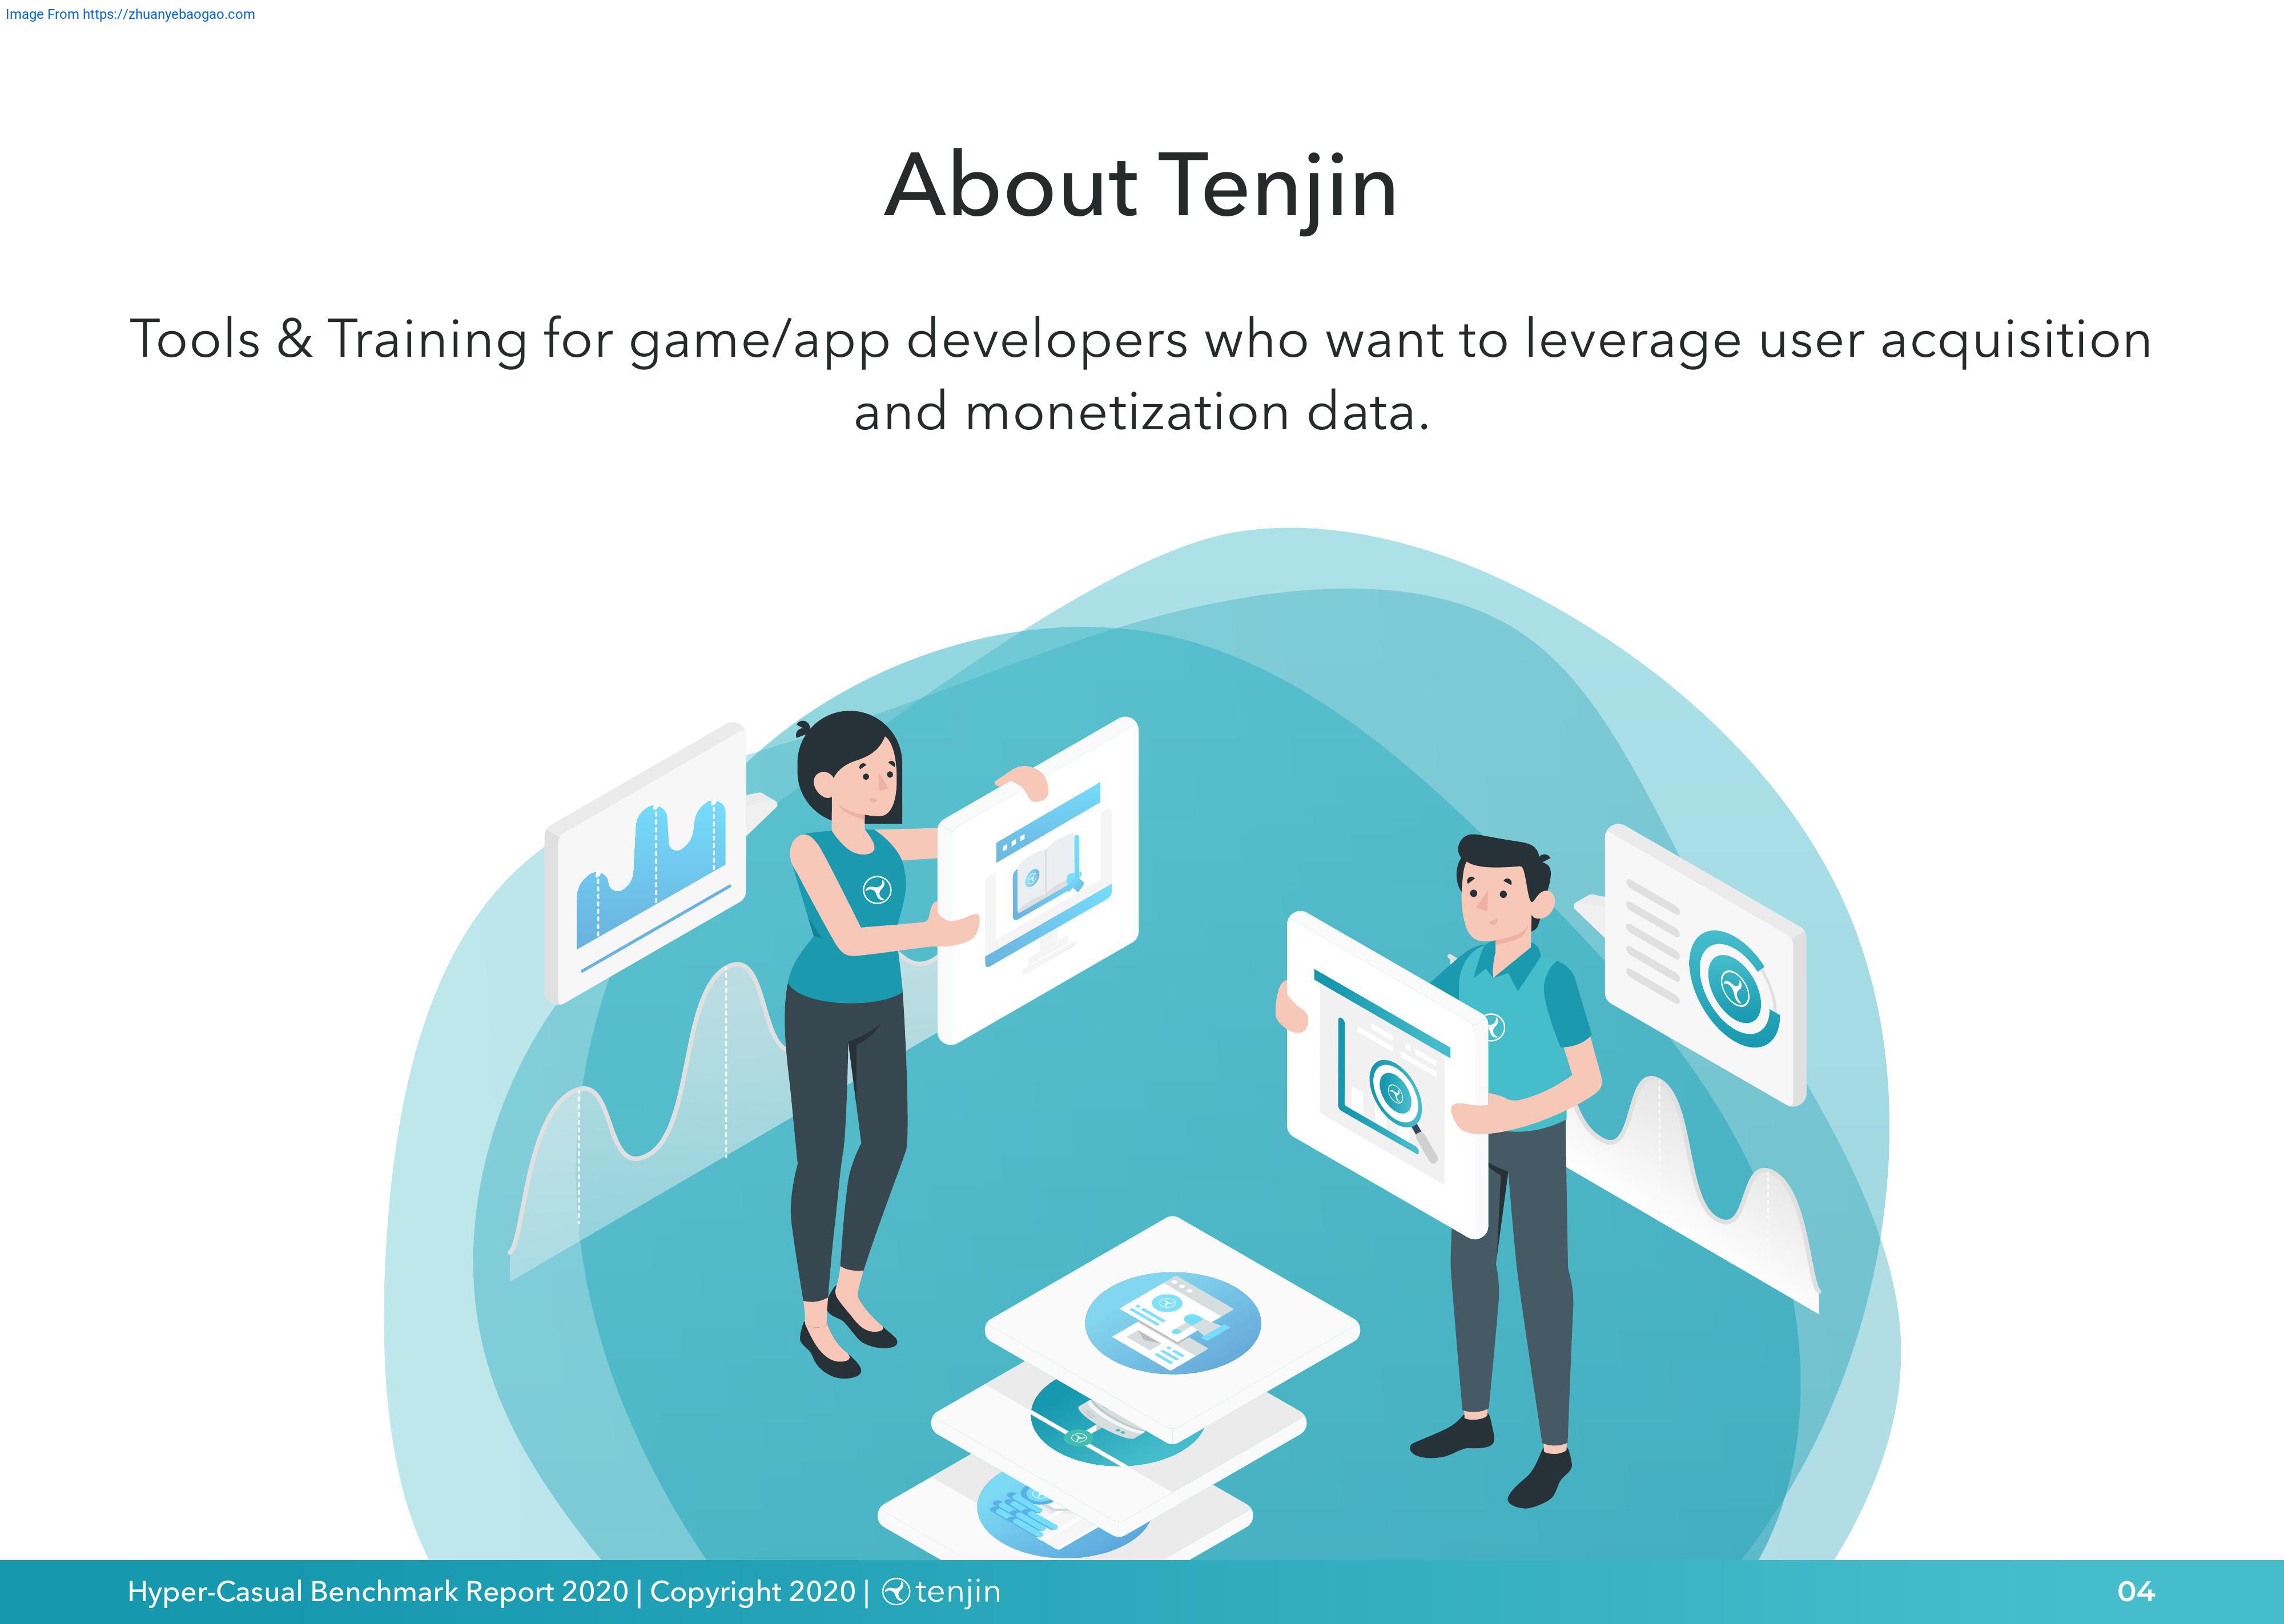 Image From https://zhuanyebaogao.com
About Tenjin
Tools & Training for game/app developers who want to leverage user acquisition
and monetization data.
Hyper-Casual Benchmark Report 2020 | Copyright 2020 | tenjin
04